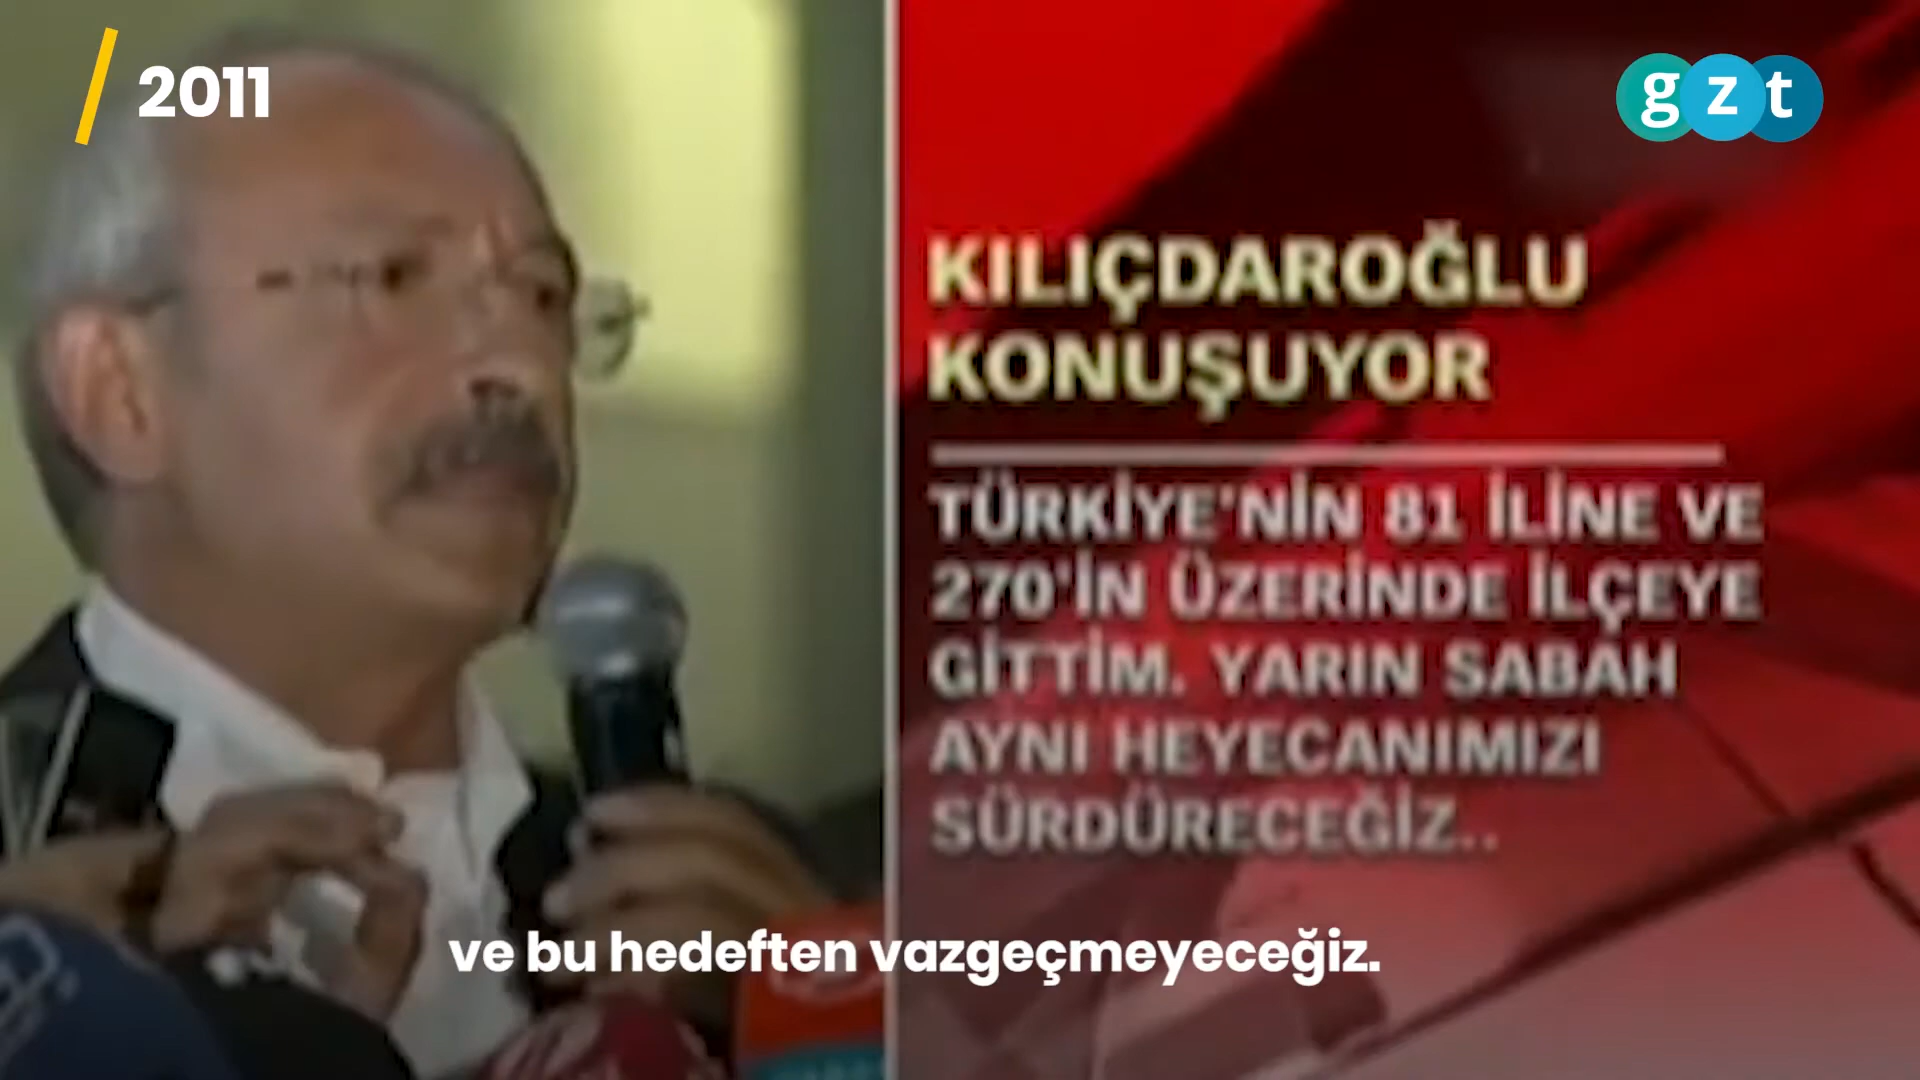 2011
gzt
KILIÇDAROĞLU
KONUŞUYOR
TÜRKİYE'NİN 81 İLİNE VE
270'İN ÜZERİNDE İLÇEYE
GİTTİM. YARIN SABAH
AYNI HEYECANIMIZI
SÜRDÜRECEĞİZ..
ve bu hedeften vazgeçmeyeceğiz.